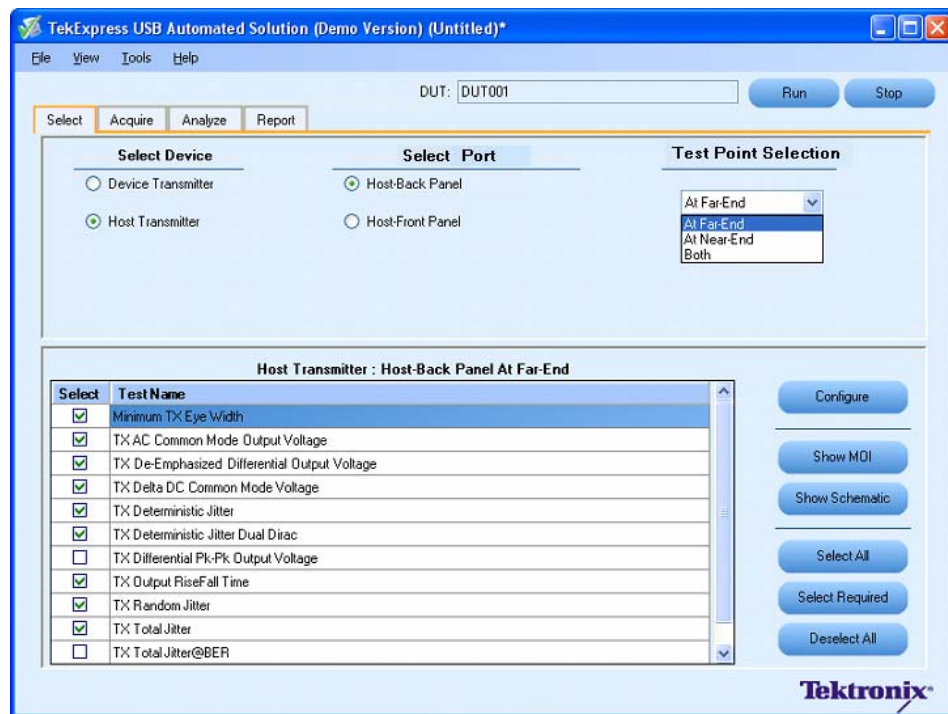 TekExpress USB Automated Solution (Demo Version) (Untitled)*
File View Tools Help
DUT: DUT001
Run
Stop
Select
Acquire
Analyze
Report
Select Device
Device Transmitter
Host Transmitter
Select Port
Host-Back Panel
Host-Front Panel
Test Point Selection
At Far-End
At Far-End
At Near-End
Both
Host Transmitter : Host-Back Panel At Far-End
Select Test Name
Minimum TX Eye Width
TX AC Common Mode Output Voltage
TX De-Emphasized Differential Output Voltage
TX Delta DC Common Mode Voltage
TX Deterministic Jitter
TX Deterministic Jitter Dual Dirac
TX Differential Pk-Pk Output Voltage
TX Output RiseFall Time
TX Random Jitter
TX Total Jitter
TX Total Jitter@BER
Configure
Show MOI
Show Schematic
Select All
Select Required
Deselect All
Tektronix